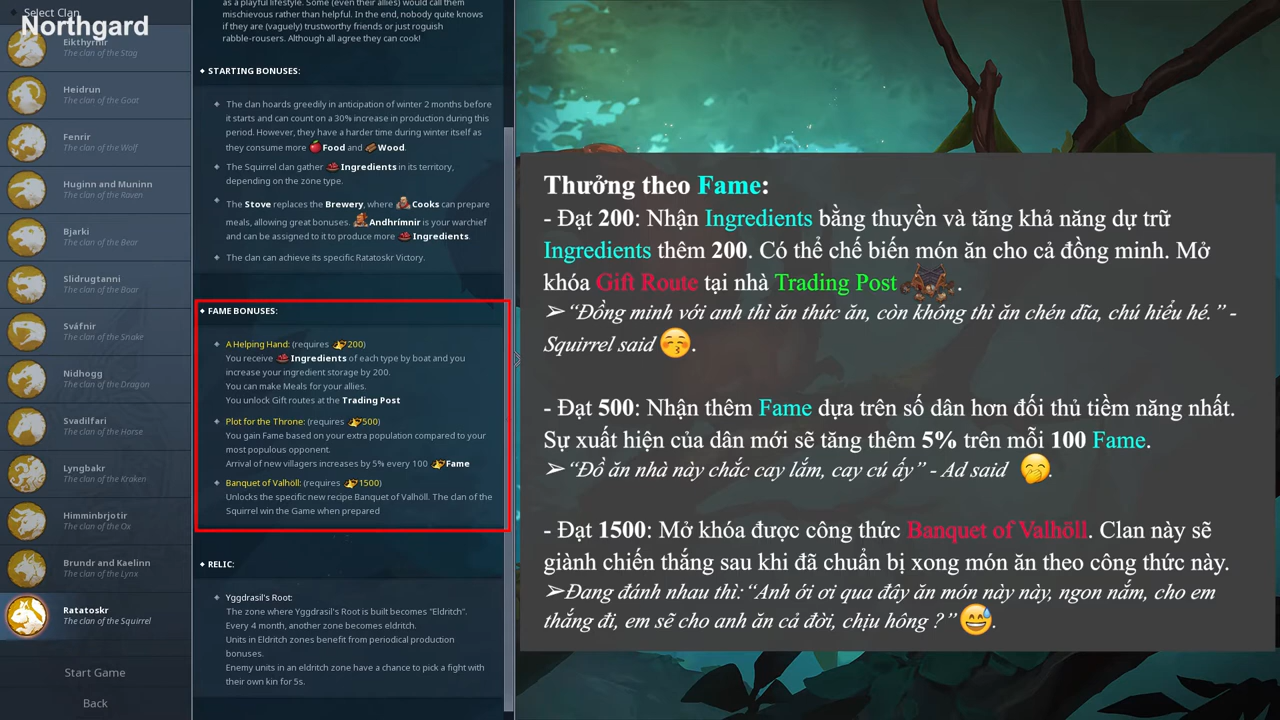 Select Clan
Northgard
Eikthyrnir
The clan of the Stag
Heidrun
The clan of the Goat
Fenrir
The clan of the Wolf
Huginn and Muninn
The clan of the Raven
Bjarki
The clan of the Bear
Slidrugtanni
The clan of the Boar
Sváfnir
The clan of the Snake
Nidhogg
The clan of the Dragon
Svadilfari
The clan of the Horse
Lyngbakr
The clan of the Kraken
Himminbrjotir
The clan of the Ox
Brundr and Kaelinn
The clan of the Lynx
Ratatoskr
The clan of the Squirrel
Start Game
Back
as a playful lifestyle. Some (even their allies) would call them
mischievous rather than helpful. In the end, nobody quite knows
if they are (vaguely) trustworthy friends or just roguish
rabble-rousers. Although all agree they can cook!
STARTING BONUSES:
The clan hoards greedily in anticipation of winter 2 months before
it starts and can count on a 30% increase in production during this
period. However, they have a harder time during winter itself as
they consume more Food and Wood.
The Squirrel clan gather Ingredients in its territory,
depending on the zone type.
The Stove replaces the Brewery, where Cooks can prepare
meals, allowing great bonuses. Andhrímnir is your warchief
and can be assigned to it to produce more Ingredients.
The clan can achieve its specific Ratatoskr Victory.
FAME BONUSES:
A Helping Hand: (requires 200)
You receive Ingredients of each type by boat and you
increase your ingredient storage by 200.
You can make Meals for your allies.
You unlock Gift routes at the Trading Post
Plot for the Throne: (requires 500)
You gain Fame based on your extra population compared to your
most populous opponent.
Arrival of new villagers increases by 5% every 100 Fame
Banquet of Valhöll: (requires 1500)
Unlocks the specific new recipe Banquet of Valhöll. The clan of the
Squirrel win the Game when prepared
RELIC:
Yggdrasil's Root:
The zone where Yggdrasil's Root is built becomes "Eldritch".
Every 4 month, another zone becomes eldritch.
Units in Eldritch zones benefit from periodical production
bonuses.
Enemy units in an eldritch zone have a chance to pick a fight with
their own kin for 5s.
Thưởng theo Fame:
- Đạt 200: Nhận Ingredients bằng thuyền và tăng khả năng dự trữ
Ingredients thêm 200. Có thể chế biến món ăn cho cả đồng minh. Mở
khóa Gift Route tại nhà Trading Post .
➢“Đồng minh với anh thì ăn thức ăn, còn không thì ăn chén dĩa, chú hiểu hé.” -
Squirrel said 😚.
- Đạt 500: Nhận thêm Fame dựa trên số dân hơn đối thủ tiềm năng nhất.
Sự xuất hiện của dân mới sẽ tăng thêm 5% trên mỗi 100 Fame.
➢“Đồ ăn nhà này chắc cay lắm, cay cú ấy” - Ad said 🤭.
- Đạt 1500: Mở khóa được công thức Banquet of Valhöll. Clan này sẽ
giành chiến thắng sau khi đã chuẩn bị xong món ăn theo công thức này.
➢Đang đánh nhau thì:“Anh ới ơi qua đây ăn món này này, ngon nắm, cho em
thắng đi, em sẽ cho anh ăn cả đời, chịu hông ?”😅.